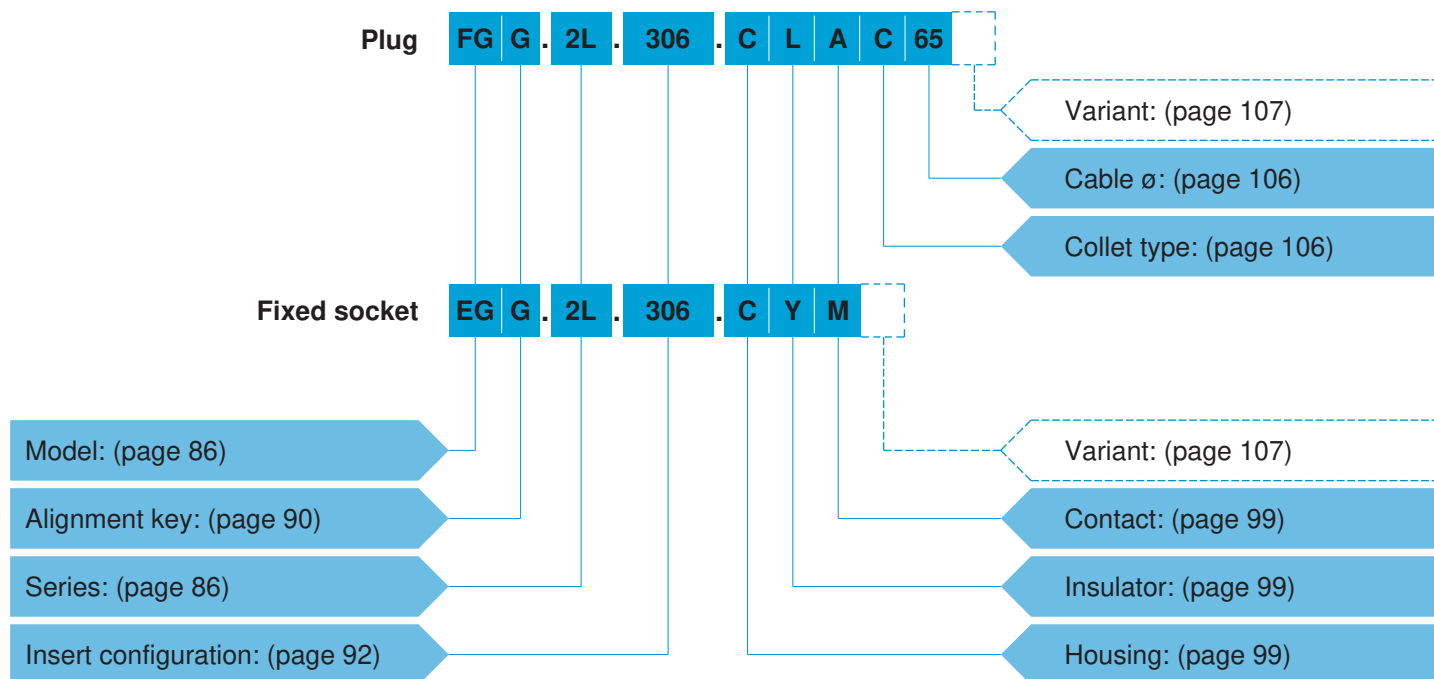 Plug FG G . 2L . 306 . C L A C 65
Variant: (page 107)
Cable ø: (page 106)
Collet type: (page 106)
Fixed socket EG G . 2L . 306 . C Y M
Model: (page 86)
Variant: (page 107)
Alignment key: (page 90)
Contact: (page 99)
Series: (page 86)
Insulator: (page 99)
Insert configuration: (page 92)
Housing: (page 99)